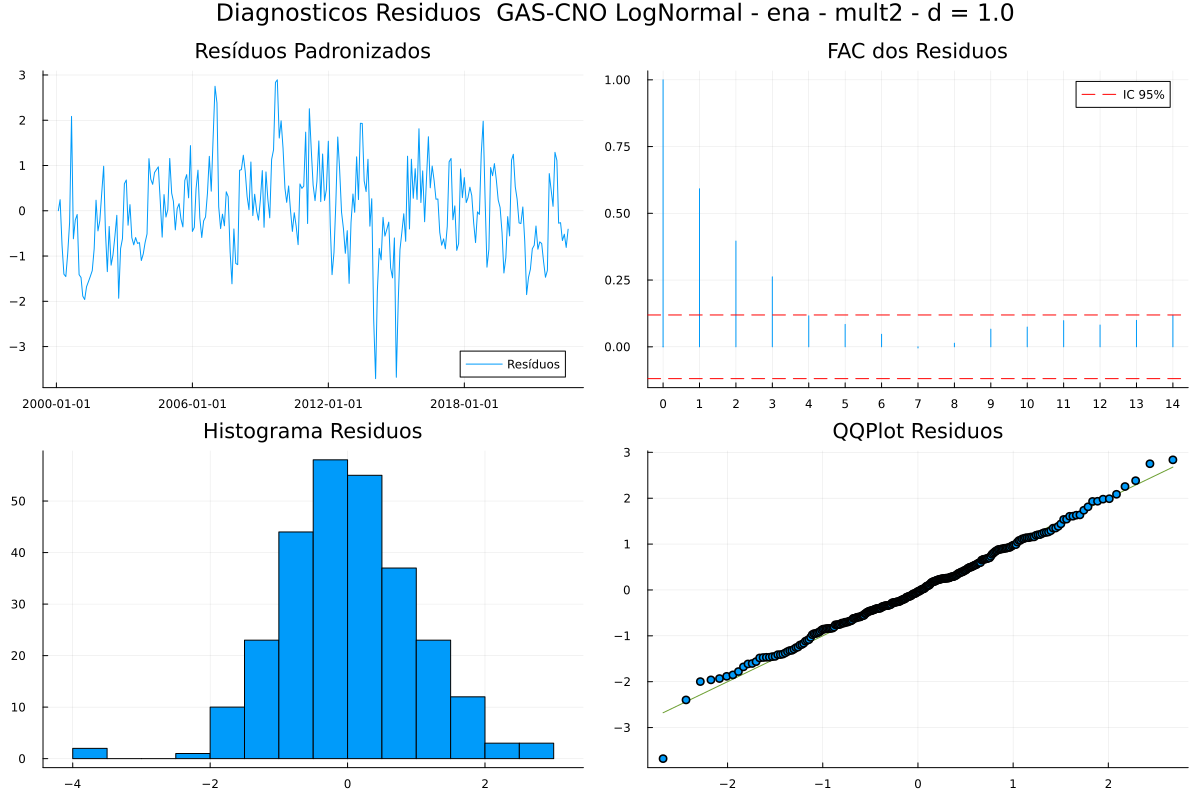 Diagnosticos Residuos  GAS-CNO LogNormal - ena - mult2 - d = 1.0
Resíduos Padronizados
3
2
1
0
−1
−2
−3
Resíduos
2000-01-01
2006-01-01
2012-01-01
2018-01-01
FAC dos Residuos
1.00
0.75
0.50
0.25
0.00
IC 95%
0 1 2 3 4 5 6 7 8 9 10 11 12 13 14
Histograma Residuos
50
40
30
20
10
0
−4 −2 0 2
QQPlot Residuos
3
2
1
0
−1
−2
−3
−2 −1 0 1 2